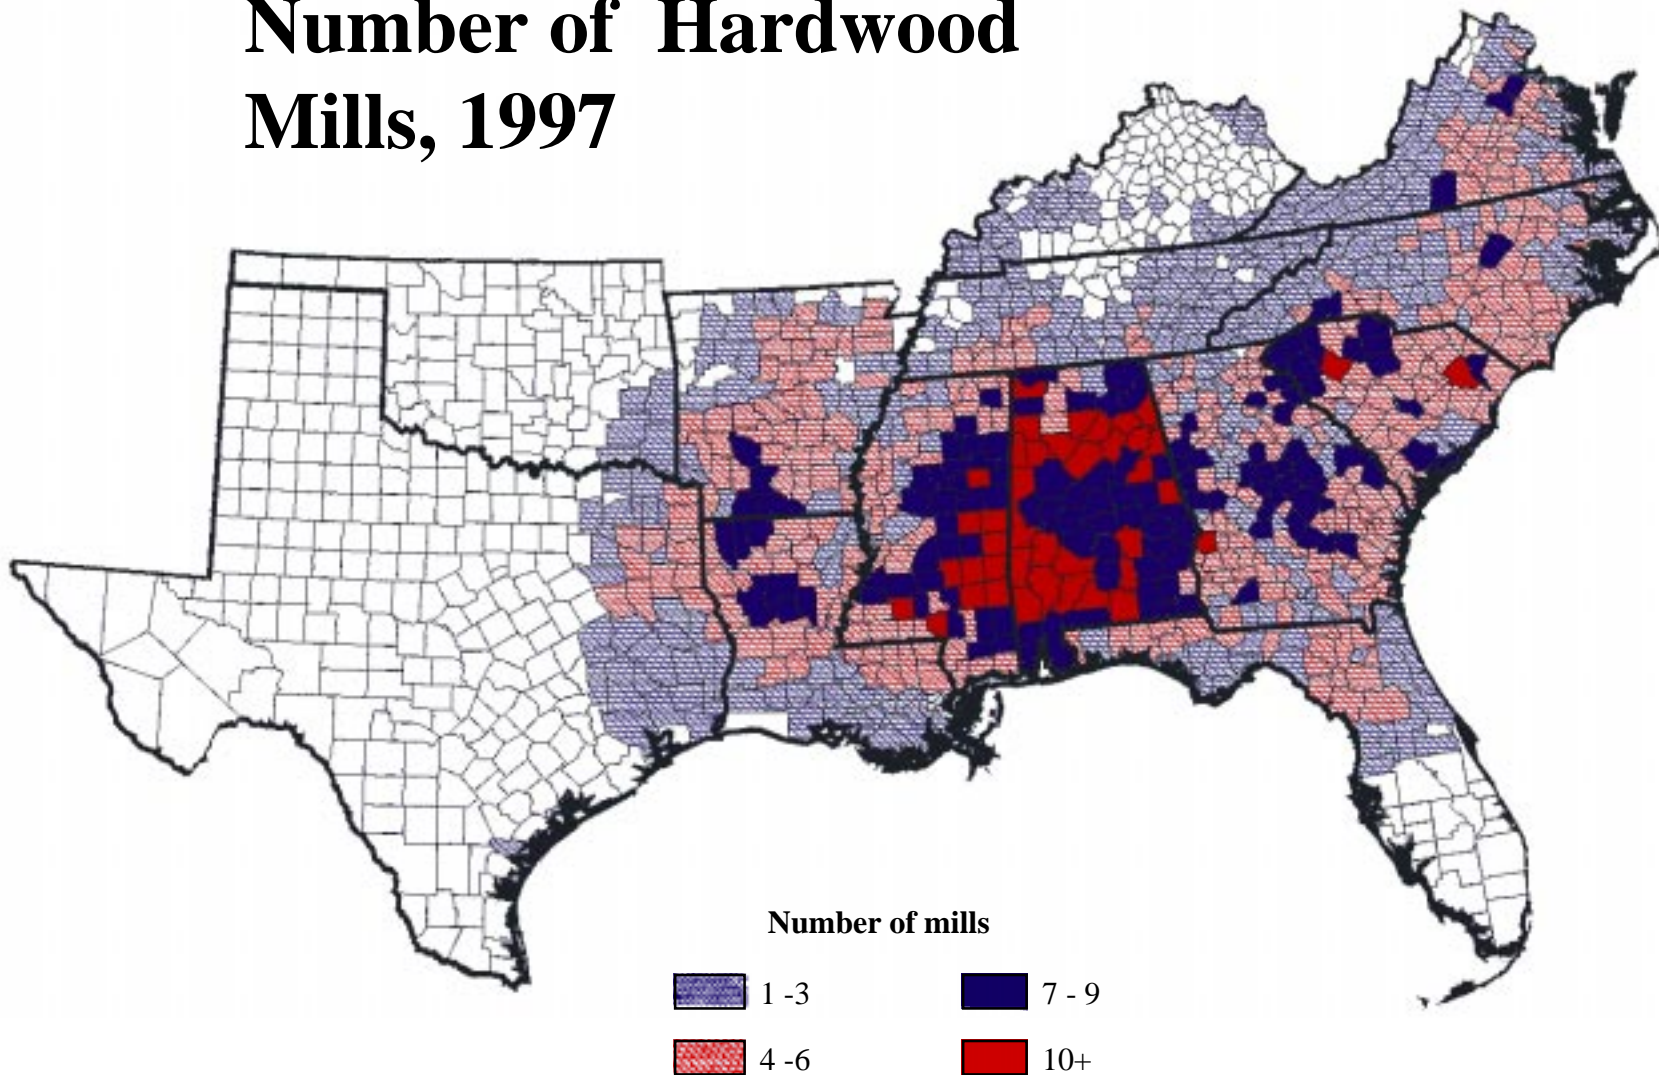 Number of Hardwood
Mills, 1997
Number of mills
1 -3
7 - 9
4 -6
10+